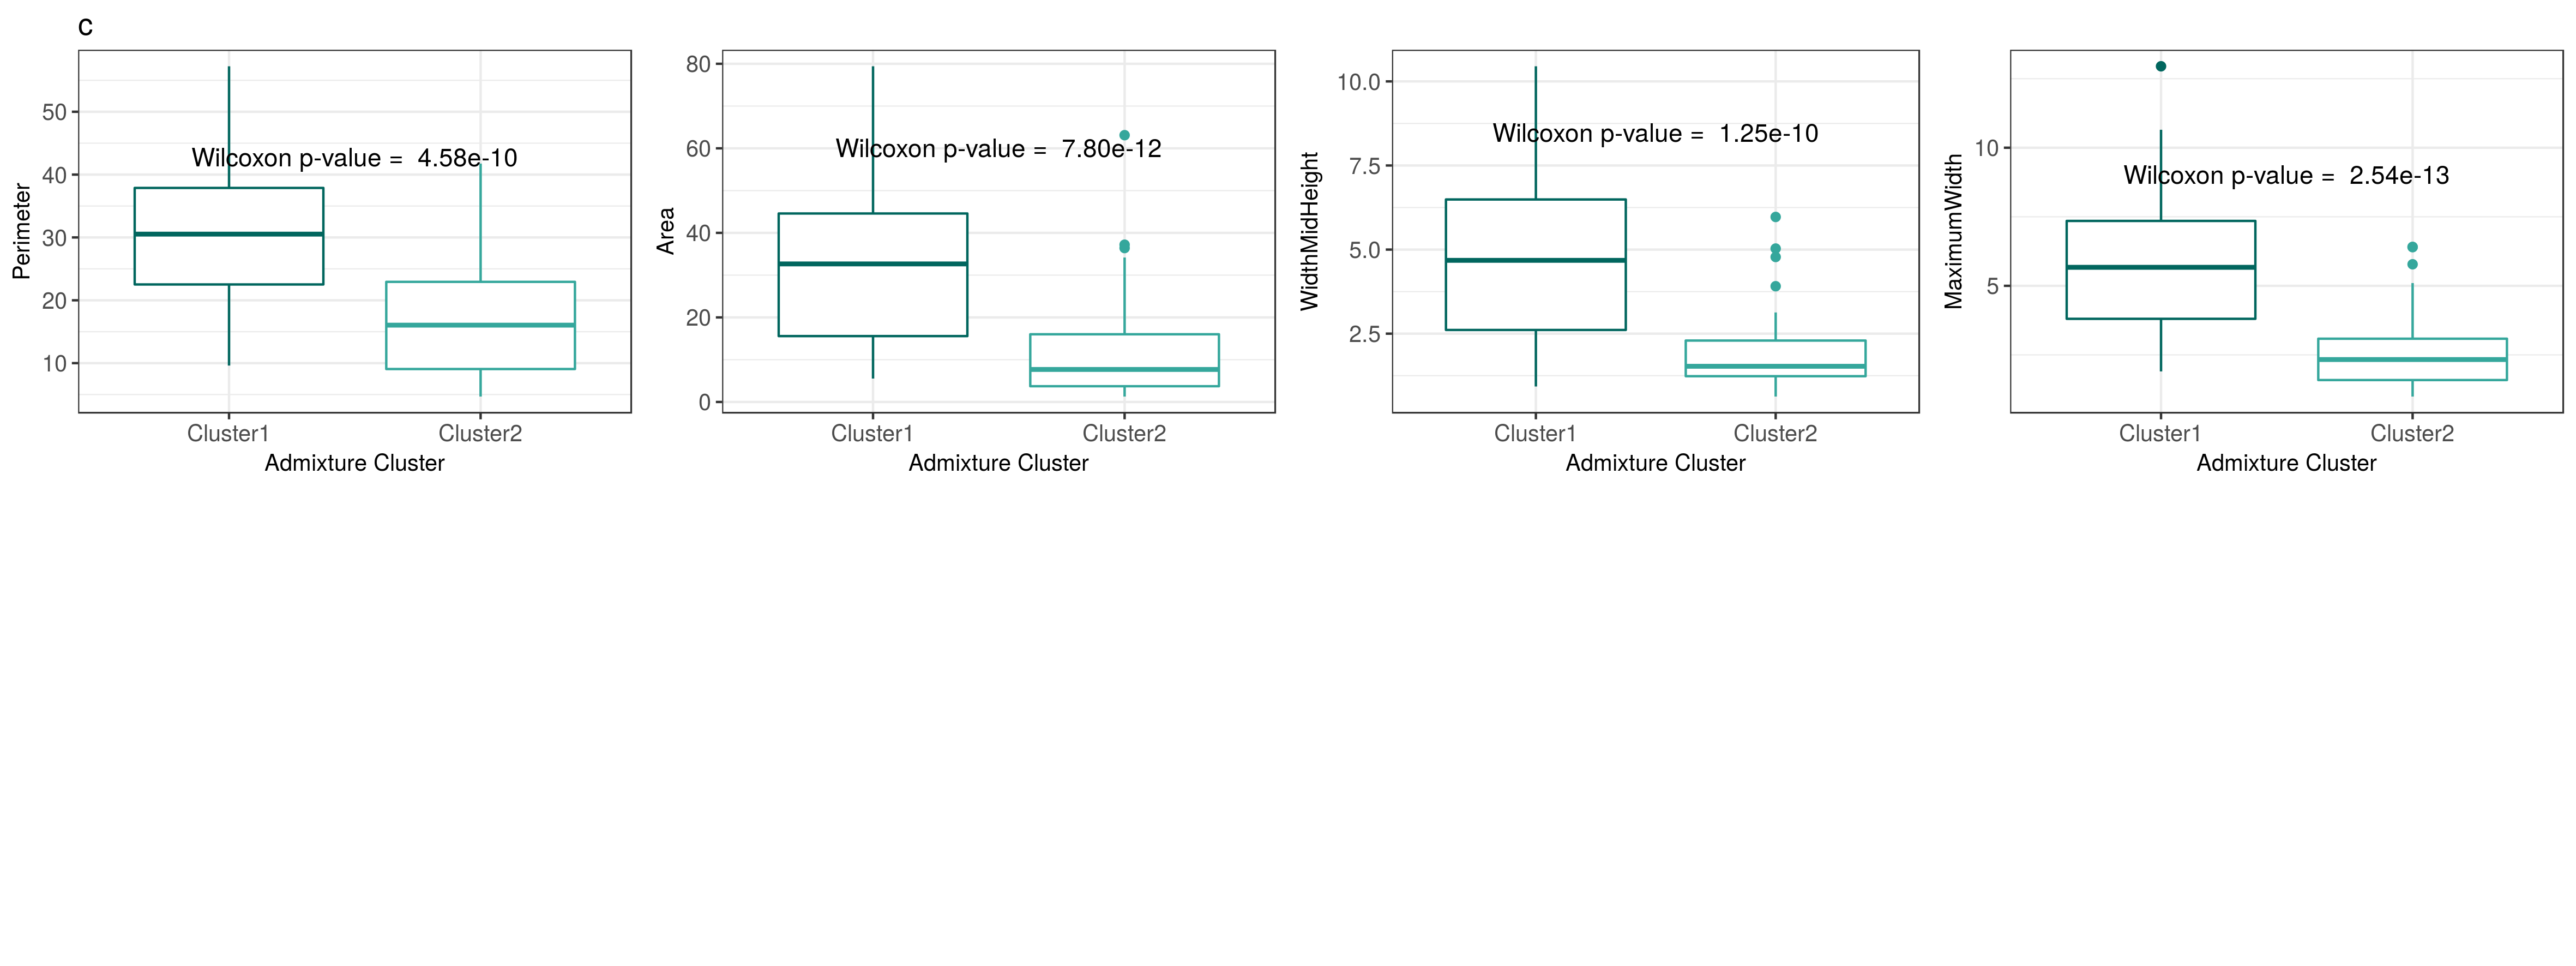 c
Perimeter
50
40
30
20
10
Wilcoxon p-value = 4.58e-10
Cluster1
Cluster2
Admixture Cluster
Area
80
60
40
20
0
Wilcoxon p-value = 7.80e-12
Cluster1
Cluster2
Admixture Cluster
WidthMidHeight
10.0
7.5
5.0
2.5
Wilcoxon p-value = 1.25e-10
Cluster1
Cluster2
Admixture Cluster
MaximumWidth
10
5
Wilcoxon p-value = 2.54e-13
Cluster1
Cluster2
Admixture Cluster